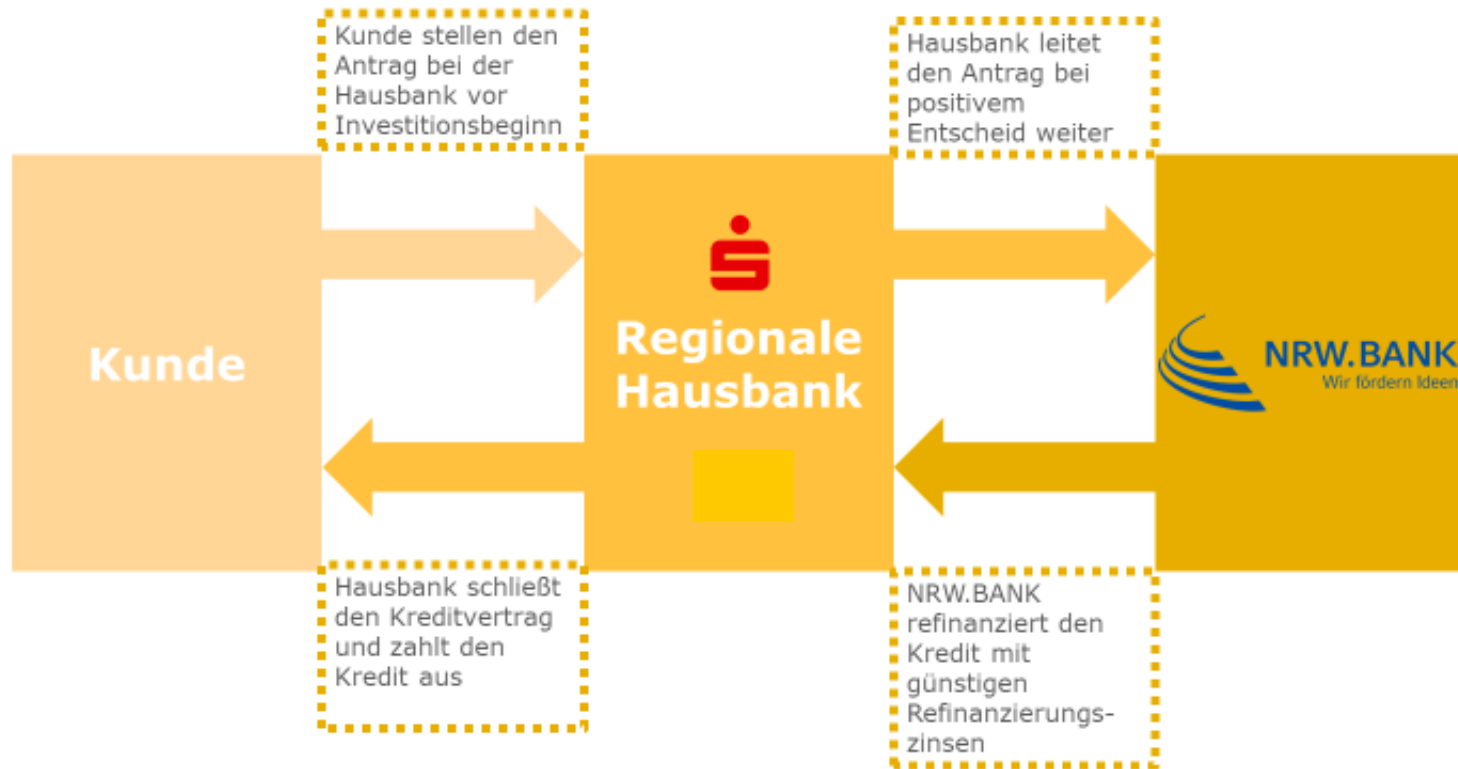 Kunde stellen den
Antrag bei der
Hausbank vor
Investitionsbeginn
Hausbank leitet
den Antrag bei
positivem
Entscheid weiter
Kunde
Regionale
Hausbank
NRW.BANK
Wir fördern Ideen
Hausbank schließt
den Kreditvertrag
und zahlt den
Kredit aus
NRW.BANK
refinanziert den
Kredit mit
günstigen
Refinanzierungs-
zinsen